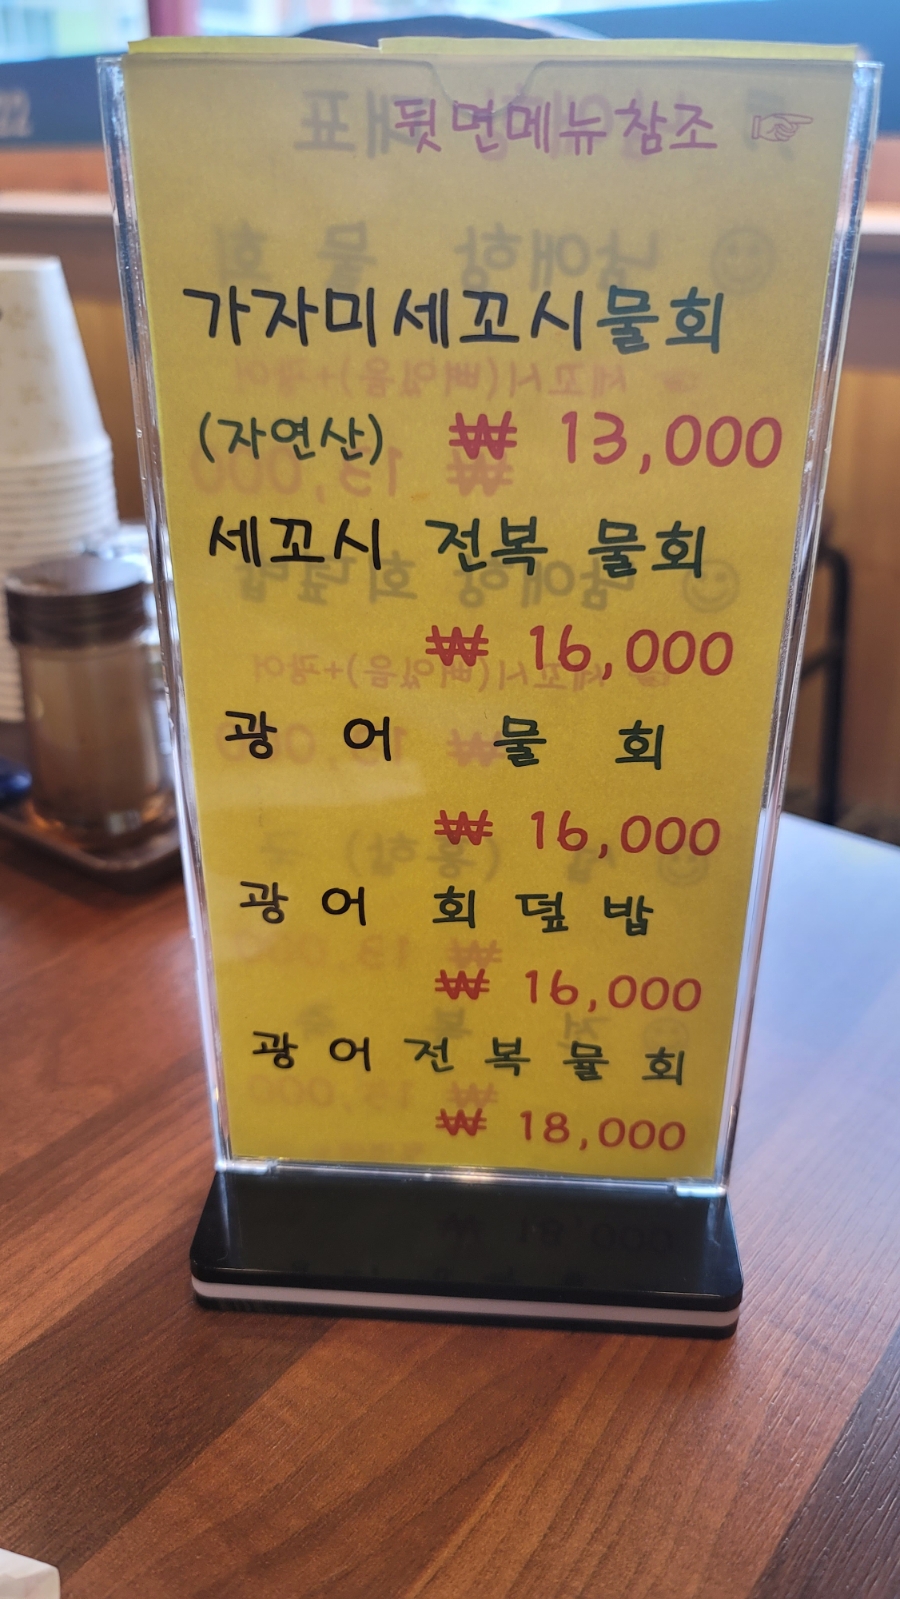 뒷면메뉴참조 ☞
가자미세꼬시물회
(자연산) ₩ 13,000
세꼬시 전복 물회
₩ 16,000
광 어 물 회
₩ 16,000
광 어 회 덮 밥
₩ 16,000
광 어 전 복 물 회
₩ 18,000